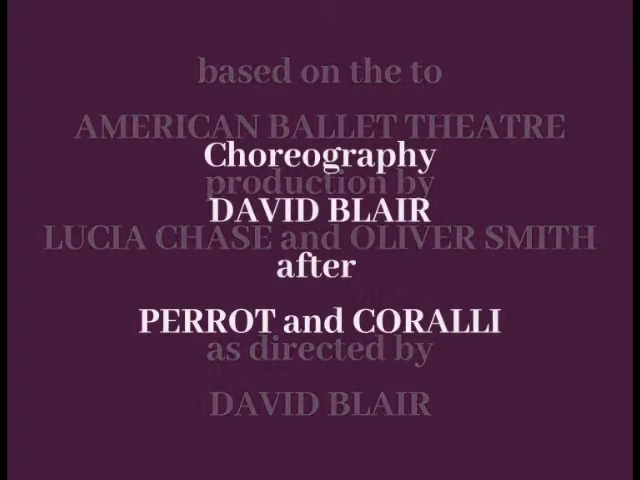 based on the to
AMERICAN BALLET THEATRE
Choreography
production by
DAVID BLAIR
LUCIA CHASE and OLIVER SMITH
after
PERROT and CORALLI
as directed by
DAVID BLAIR